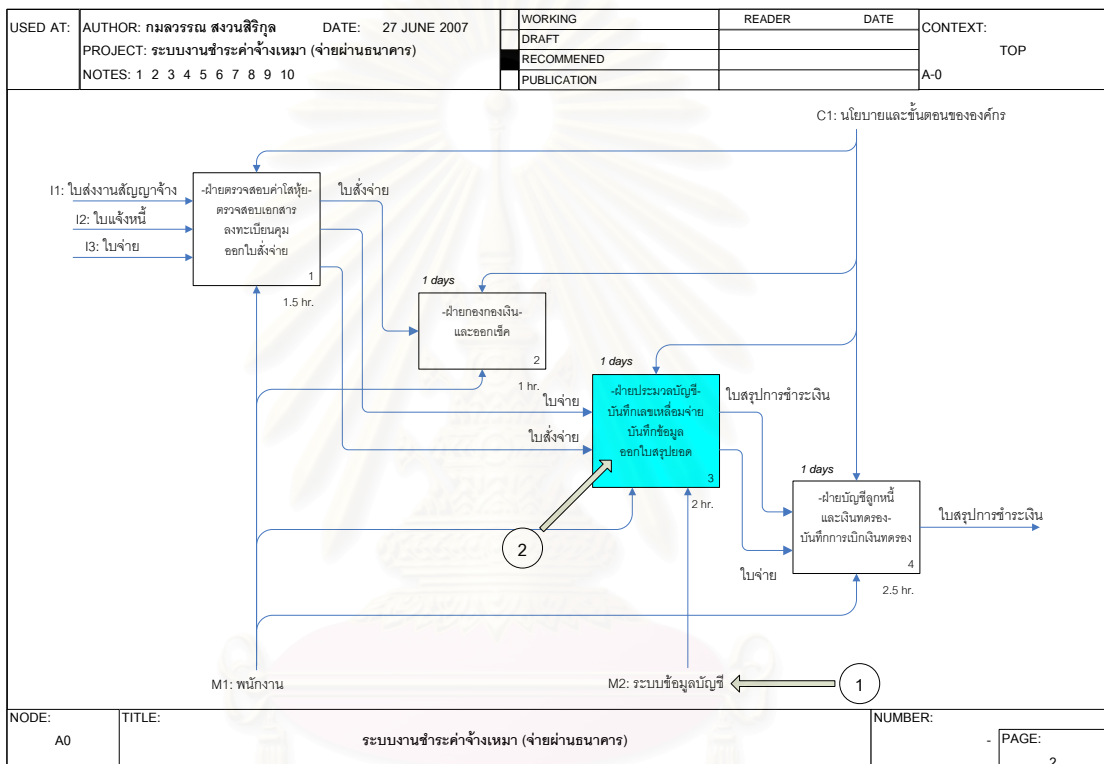 USED AT:
AUTHOR: กมลวรรณ สงวนสิริกุล DATE: 27 JUNE 2007
PROJECT: ระบบงานชำระค่าจ้างเหมา (จ่ายผ่านธนาคาร)
NOTES: 1 2 3 4 5 6 7 8 9 10
WORKING
DRAFT
RECOMMENED
PUBLICATION
READER DATE
CONTEXT:
TOP
A-0
C1: นโยบายและขั้นตอนขององค์กร
I1: ใบส่งงานสัญญาจ้าง
I2: ใบแจ้งหนี้
I3: ใบจ่าย
-ฝ่ายตรวจสอบค่าโสหุ้ย-
ตรวจสอบเอกสาร
ลงทะเบียนคุม
ออกใบสั่งจ่าย
1
1.5 hr.
ใบสั่งจ่าย
1 days
-ฝ่ายกองกองเงิน-
และออกเช็ค
2
1 hr.
ใบจ่าย
ใบสั่งจ่าย
1 days
-ฝ่ายประมวลบัญชี-
บันทึกเลขเหลื่อมจ่าย
บันทึกข้อมูล
ออกใบสรุปยอด
3
2 hr.
ใบสรุปการชำระเงิน
ใบจ่าย
1 days
-ฝ่ายบัญชีลูกหนี้
และเงินทดรอง-
บันทึกการเบิกเงินทดรอง
4
2.5 hr.
ใบสรุปการชำระเงิน
2
M1: พนักงาน
M2: ระบบข้อมูลบัญชี
1
NODE:
A0
TITLE:
ระบบงานชำระค่าจ้างเหมา (จ่ายผ่านธนาคาร)
NUMBER:
-
PAGE:
2